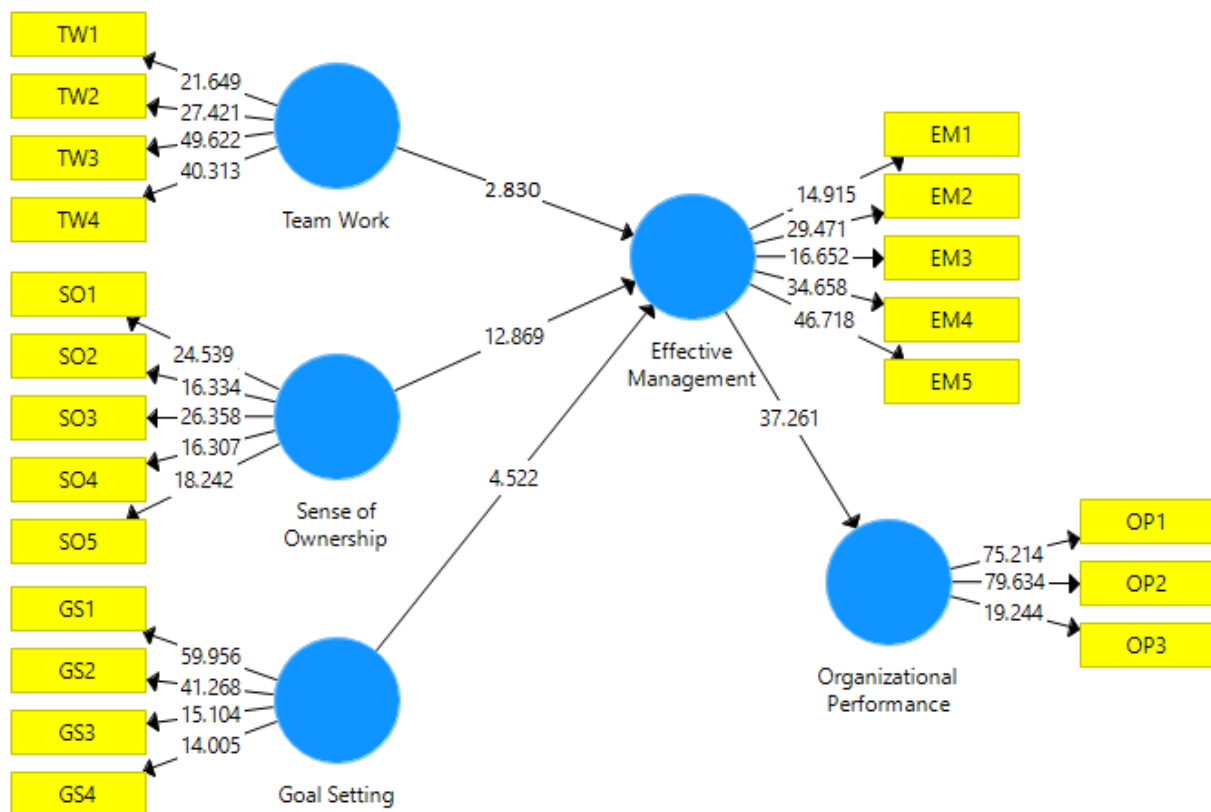 TW1
21.649
TW2
27.421
TW3
49.622
TW4
40.313
Team Work
2.830
SO1
24.539
SO2
16.334
SO3
26.358
SO4
16.307
SO5
18.242
Sense of
Ownership
12.869
GS1
59.956
GS2
41.268
GS3
15.104
GS4
14.005
Goal Setting
4.522
Effective
Management
EM1
14.915
EM2
29.471
EM3
16.652
EM4
34.658
EM5
46.718
37.261
Organizational
Performance
OP1
75.214
OP2
79.634
OP3
19.244